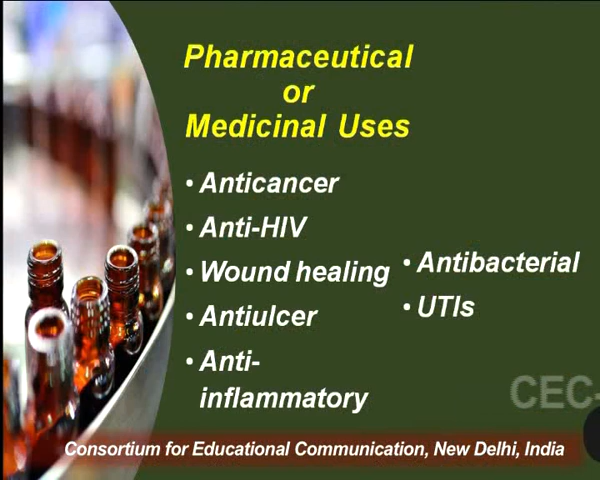 Pharmaceutical
or
Medicinal Uses
• Anticancer
• Anti-HIV
• Wound healing
• Antiulcer
• Anti-
inflammatory
• Antibacterial
• UTIs
CEC-
Consortium for Educational Communication, New Delhi, India